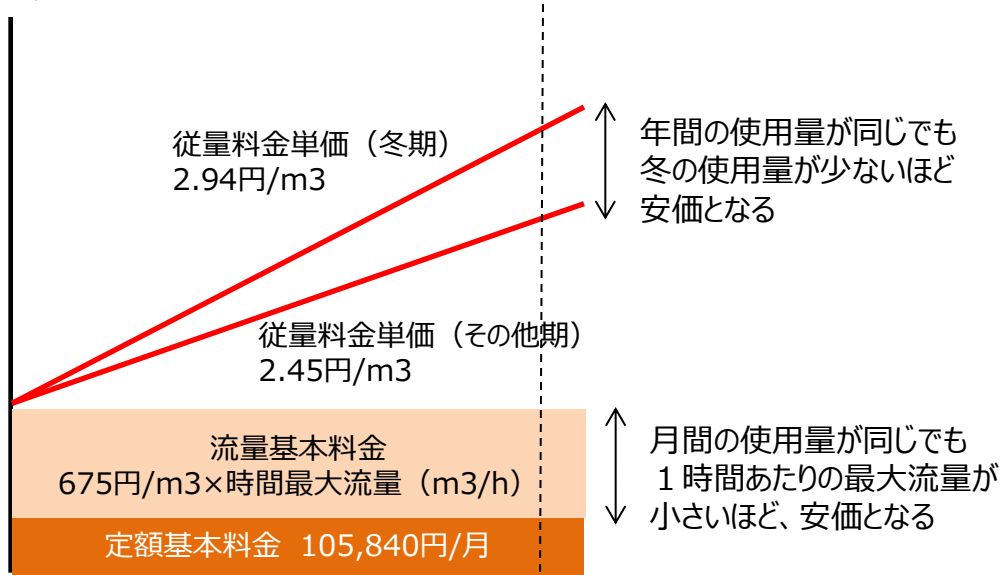 従量料金単価（冬期）
2.94円/m3
年間の使用量が同じでも
冬の使用量が少ないほど
安価となる
従量料金単価（その他期）
2.45円/m3
流量基本料金
675円/m3×時間最大流量（m3/h）
月間の使用量が同じでも
１時間あたりの最大流量が
小さいほど、安価となる
定額基本料金 105,840円/月